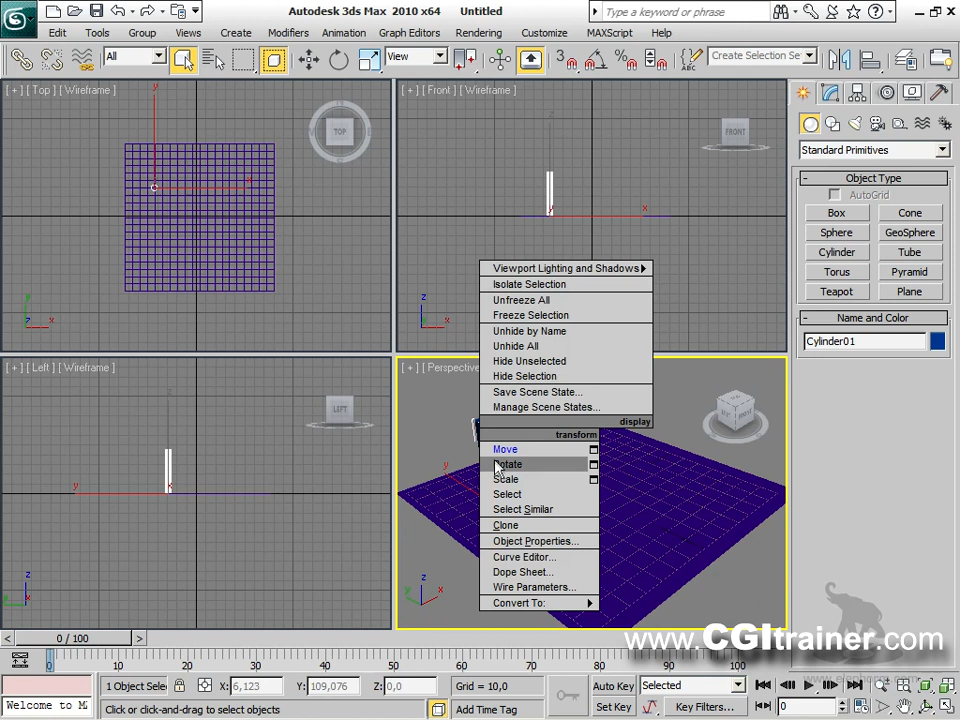 Autodesk 3ds Max 2010 x64 Untitled
Type a keyword or phrase
Edit Tools Group Views Create Modifiers Animation Graph Editors Rendering Customize MAXScript Help
All
View
3
ABC
Create Selection Se
[ + ] [ Top ] [ Wireframe ]
[ + ] [ Front ] [ Wireframe ]
y
TOP
x
FRONT
y
x
y
x
z
x
Standard Primitives
- Object Type
AutoGrid
Box Cone
Sphere GeoSphere
Cylinder Tube
Torus Pyramid
Teapot Plane
- Name and Color
Cylinder01
Viewport Lighting and Shadows
Isolate Selection
Unfreeze All
Freeze Selection
Unhide by Name
Unhide All
Hide Unselected
Hide Selection
Save Scene State...
Manage Scene States...
display
transform
Move
Rotate
Scale
Select
Select Similar
Clone
Object Properties...
Curve Editor...
Dope Sheet...
Wire Parameters...
Convert To:
[ + ] [ Left ] [ Wireframe ]
LEFT
y
x
z
[ + ] [ Perspective
y
z
x
www.CGItrainer.com
< 0 / 100 >
0 10 20 30 40 50 60 70 80 90 100
1 Object Selec
X: 6,123 Y: 109,076 Z: 0,0
Grid = 10,0
Auto Key Selected
Set Key Key Filters...
0
Welcome to M
Click or click-and-drag to select objects
Add Time Tag